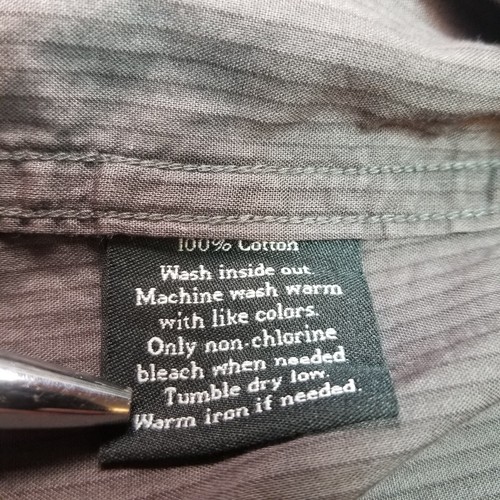 100% Cotton
Wash inside out.
Machine wash warm
with like colors.
Only non-chlorine
bleach when needed
Tumble dry low.
Warm iron if needed.